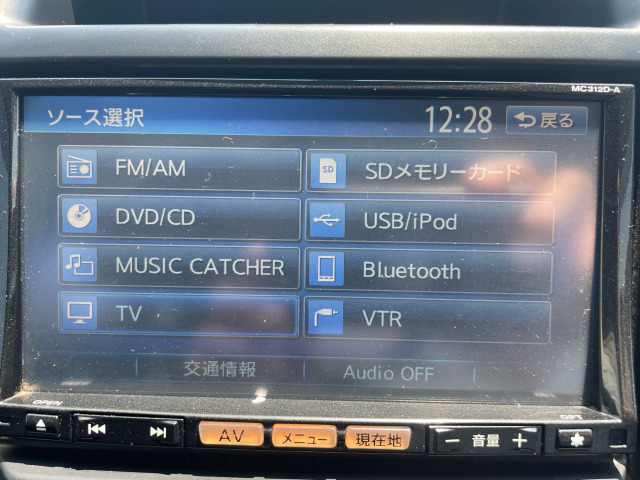 MC312D-A
ソース選択 12:28 戻る
FM/AM SDメモリーカード
SD
DVD/CD USB/iPod
MUSIC CATCHER Bluetooth
TV VTR
交通情報 Audio OFF
OPEN OPT
AV メニュー 現在地 − 音量 +